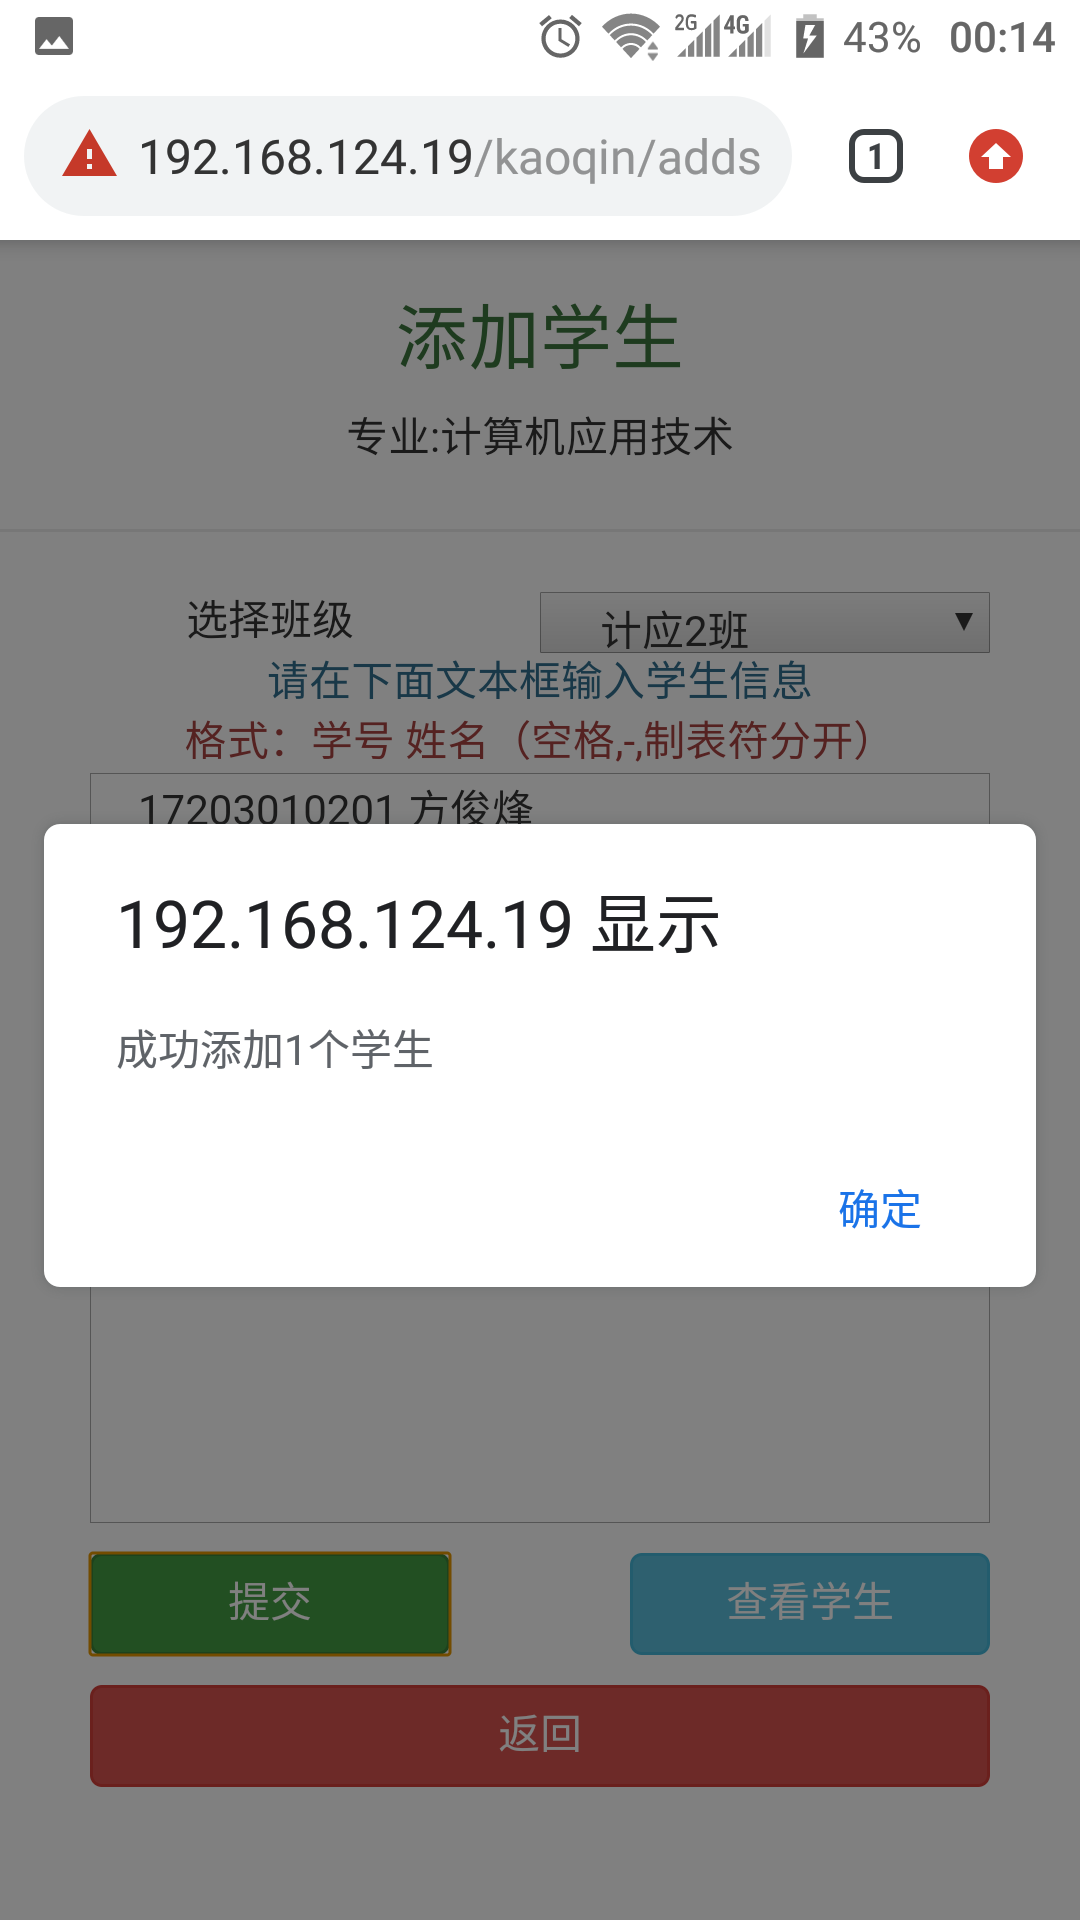 2G 4G 43% 00:14
192.168.124.19/kaoqin/adds 1
添加学生
专业:计算机应用技术
选择班级 计应2班
请在下面文本框输入学生信息
格式：学号 姓名（空格,-,制表符分开）
17203010201 方俊烽
192.168.124.19 显示
成功添加1个学生
确定
提交 查看学生
返回